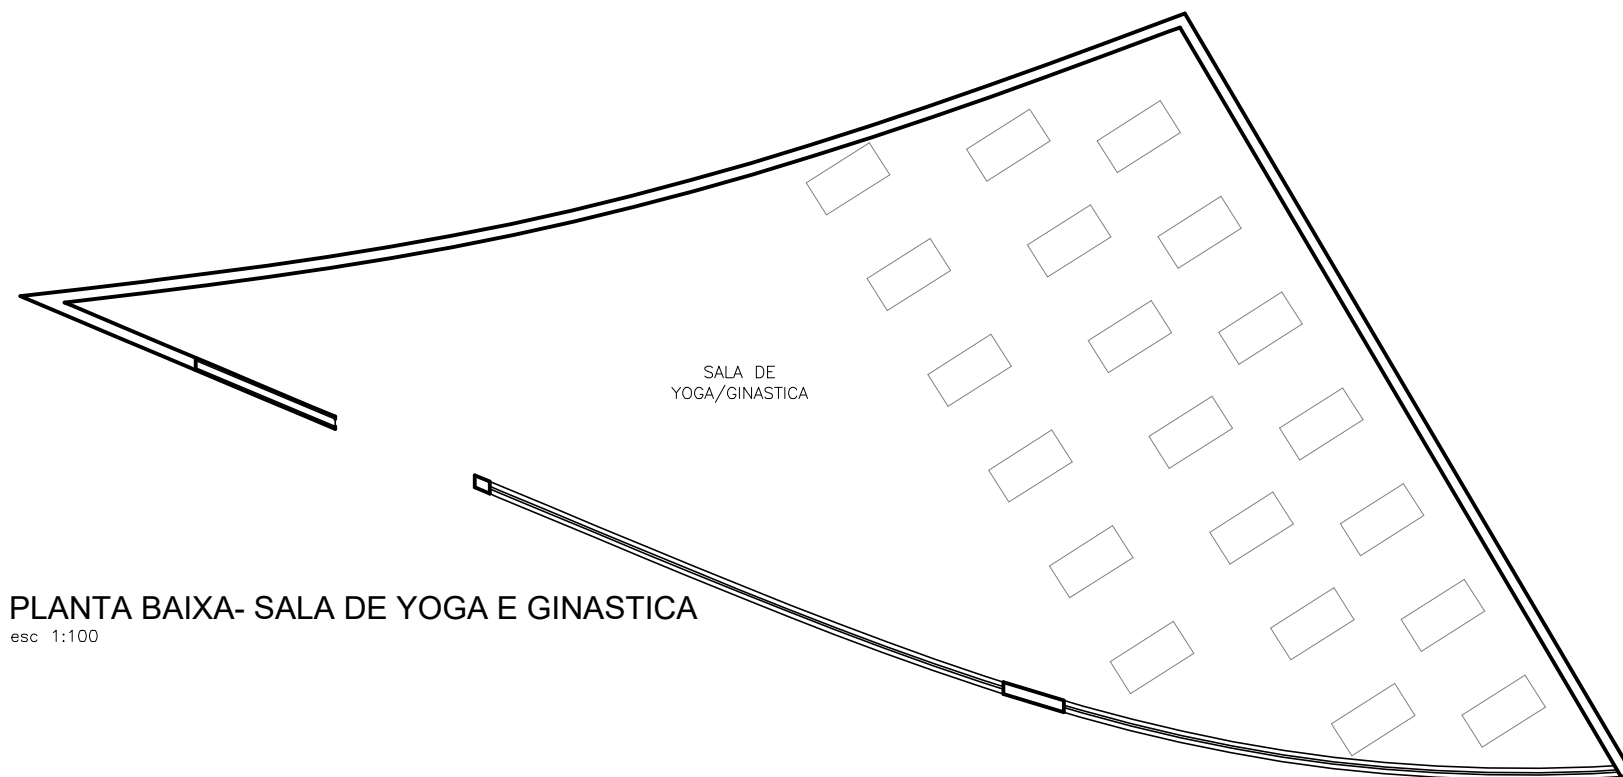 SALA DE
YOGA/GINASTICA
PLANTA BAIXA- SALA DE YOGA E GINASTICA
esc 1:100